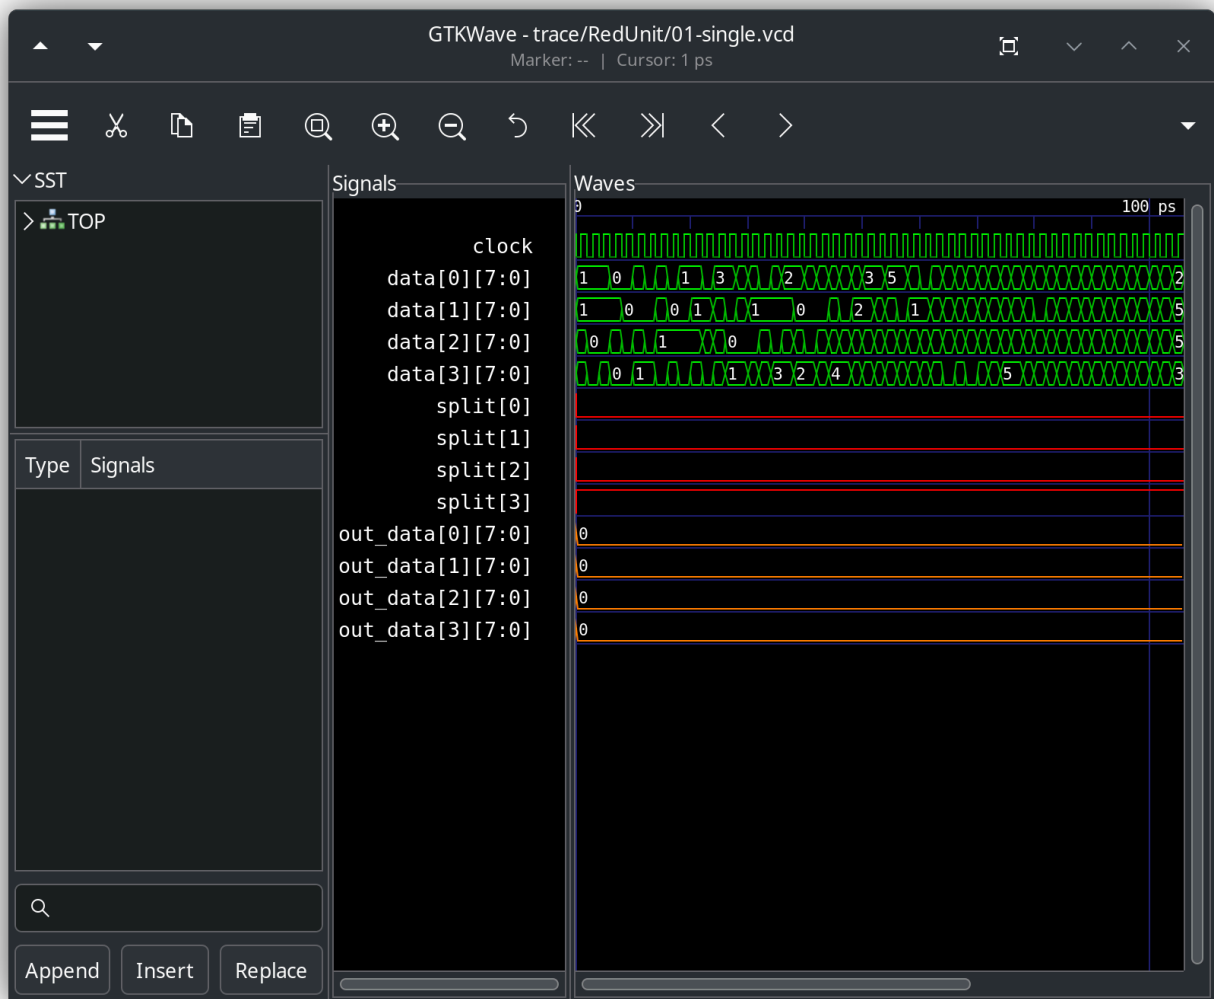 GTKWave - trace/RedUnit/01-single.vcd
Marker: -- | Cursor: 1 ps
SST
TOP
Type Signals
Append Insert Replace
Signals
clock
data[0][7:0]
data[1][7:0]
data[2][7:0]
data[3][7:0]
split[0]
split[1]
split[2]
split[3]
out_data[0][7:0]
out_data[1][7:0]
out_data[2][7:0]
out_data[3][7:0]
Waves
0 100 ps
1 0 1 3 2 3 5 2
1 0 0 1 1 0 2 1 5
0 1 0 5
0 1 1 3 2 4 5 3
0
0
0
0